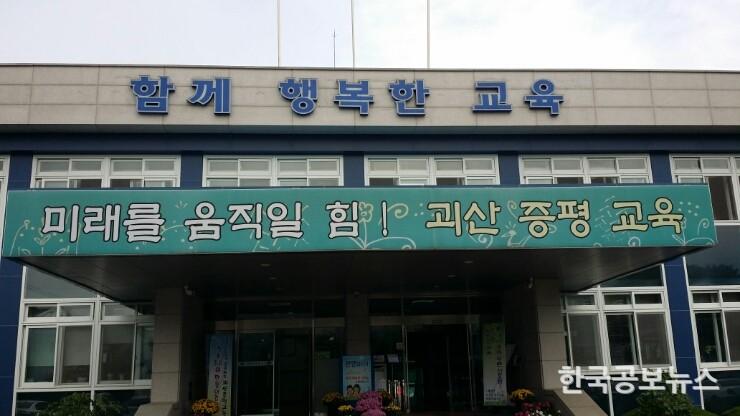 함께 행복한 교육
미래를 움직일 힘! 괴산 증평 교육
한국공보뉴스